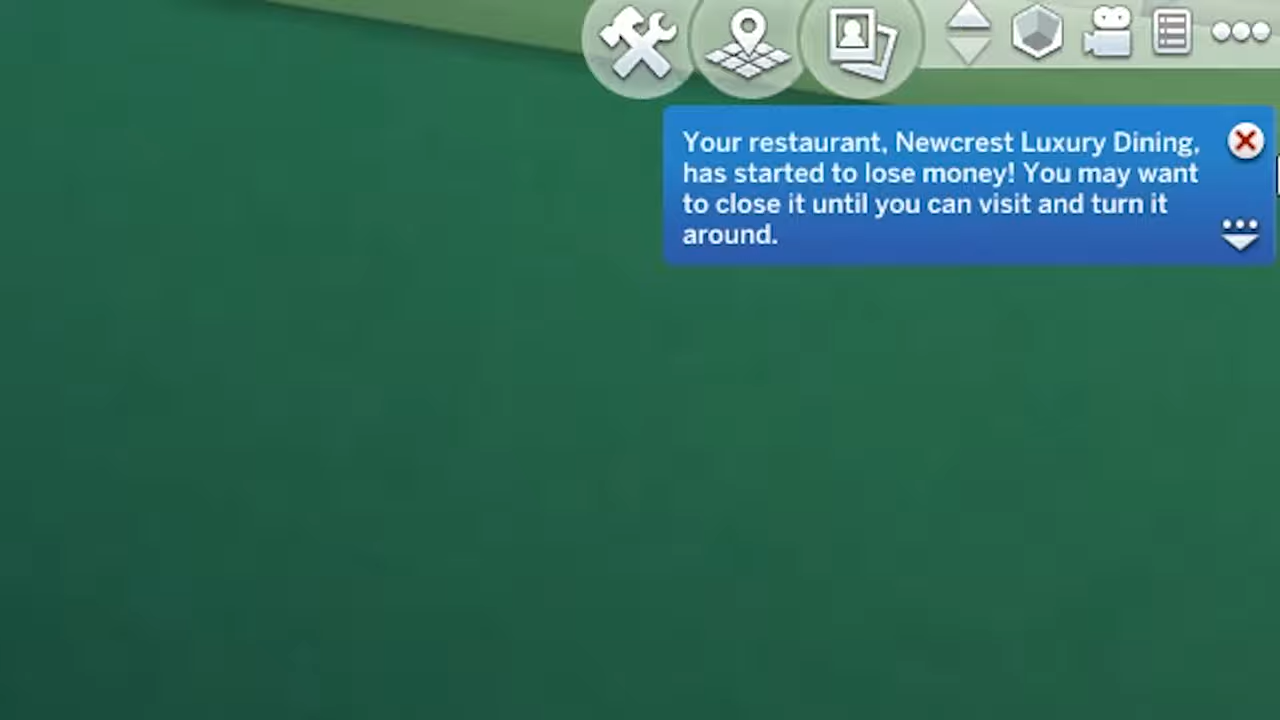 Your restaurant, Newcrest Luxury Dining,
has started to lose money! You may want
to close it until you can visit and turn it
around.